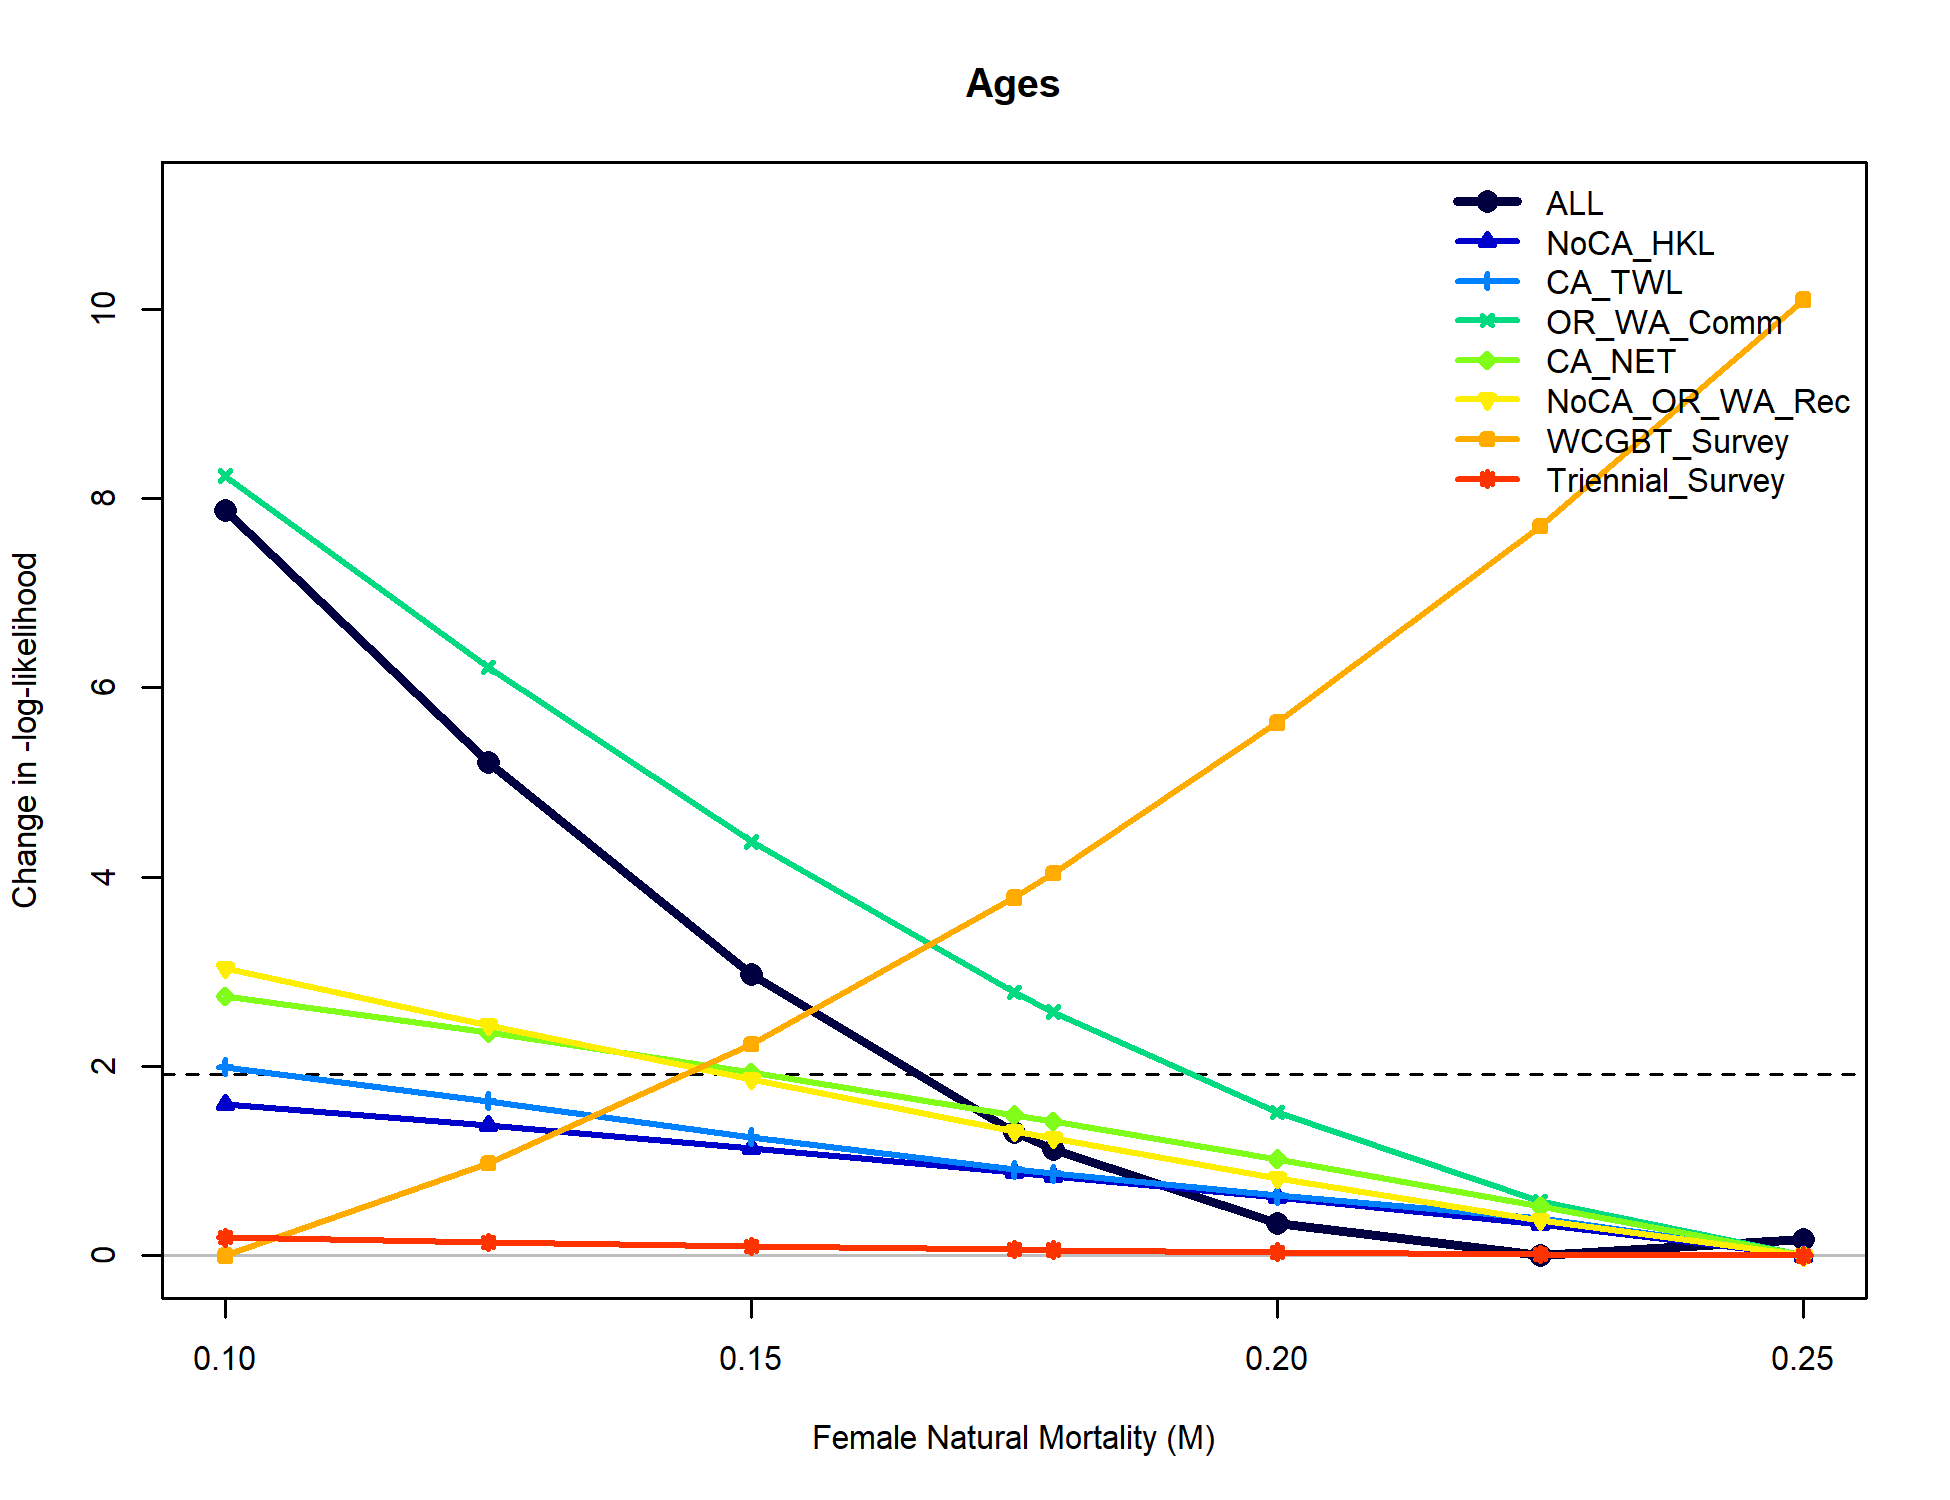 Ages
Change in -log-likelihood
10
8
6
4
2
0
ALL
NoCA_HKL
CA_TWL
OR_WA_Comm
CA_NET
NoCA_OR_WA_Rec
WCGBT_Survey
Triennial_Survey
0.10 0.15 0.20 0.25
Female Natural Mortality (M)